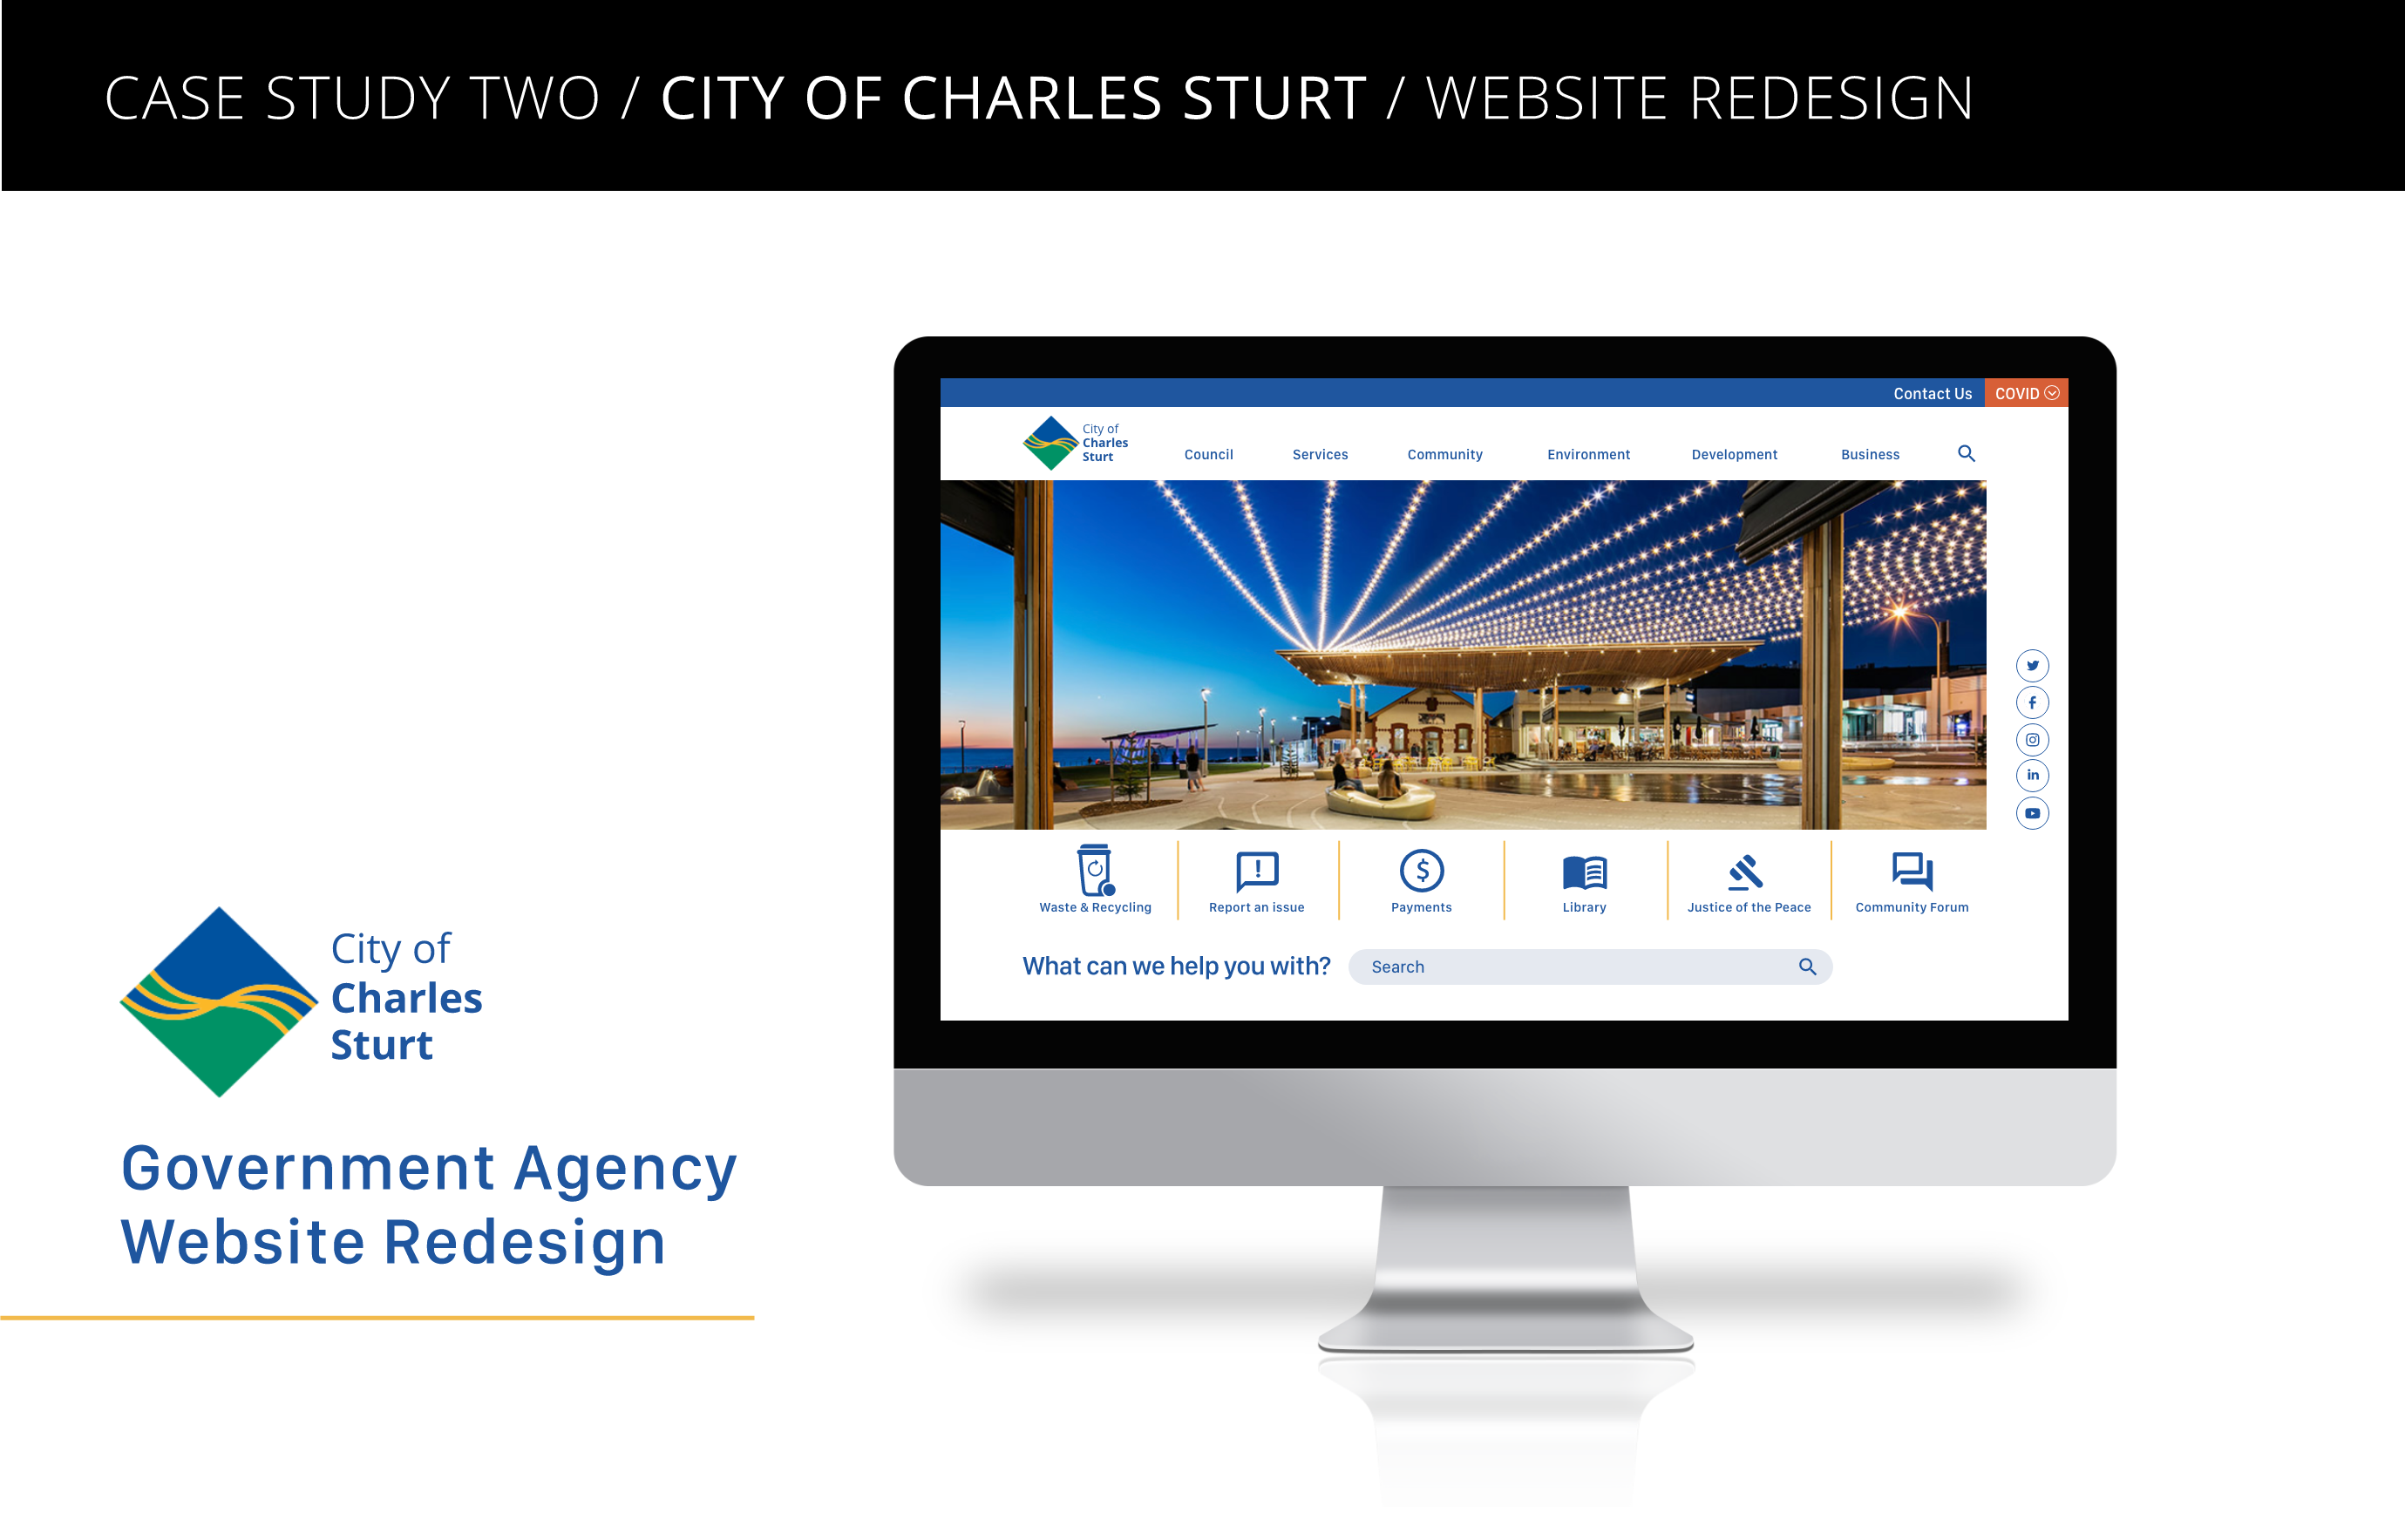 CASE STUDY TWO / CITY OF CHARLES STURT / WEBSITE REDESIGN
Contact Us
COVID
City of
Charles
Sturt
Council
Services
Community
Environment
Development
Business
Waste & Recycling
Report an issue
Payments
Library
Justice of the Peace
Community Forum
What can we help you with?
Search
City of
Charles
Sturt
Government Agency
Website Redesign